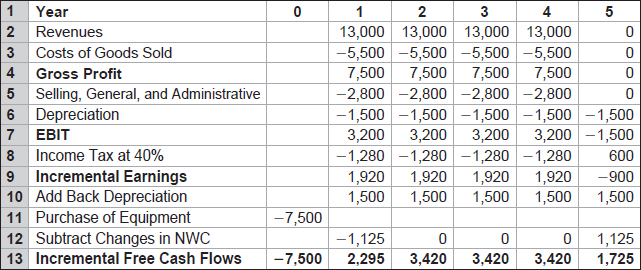 1 Year 0 1 2 3 4 5
2 Revenues 13,000 13,000 13,000 13,000 0
3 Costs of Goods Sold −5,500 −5,500 −5,500 −5,500 0
4 Gross Profit 7,500 7,500 7,500 7,500 0
5 Selling, General, and Administrative −2,800 −2,800 −2,800 −2,800 0
6 Depreciation −1,500 −1,500 −1,500 −1,500 −1,500
7 EBIT 3,200 3,200 3,200 3,200 −1,500
8 Income Tax at 40% −1,280 −1,280 −1,280 −1,280 600
9 Incremental Earnings 1,920 1,920 1,920 1,920 −900
10 Add Back Depreciation 1,500 1,500 1,500 1,500 1,500
11 Purchase of Equipment −7,500
12 Subtract Changes in NWC −1,125 0 0 0 1,125
13 Incremental Free Cash Flows −7,500 2,295 3,420 3,420 3,420 1,725